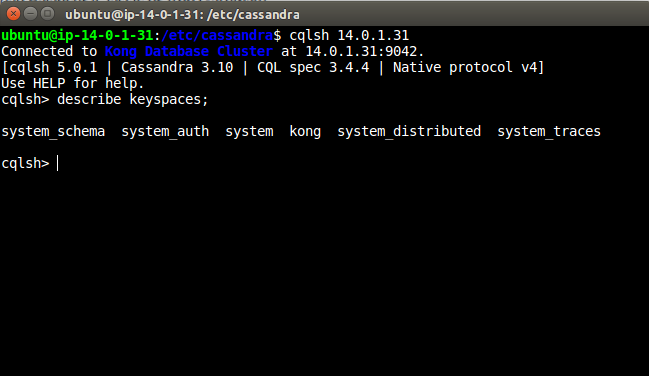 ubuntu@ip-14-0-1-31: /etc/cassandra
ubuntu@ip-14-0-1-31:/etc/cassandra$ cqlsh 14.0.1.31
Connected to Kong Database Cluster at 14.0.1.31:9042.
[cqlsh 5.0.1 | Cassandra 3.10 | CQL spec 3.4.4 | Native protocol v4]
Use HELP for help.
cqlsh> describe keyspaces;
system_schema  system_auth  system  kong  system_distributed  system_traces
cqlsh>